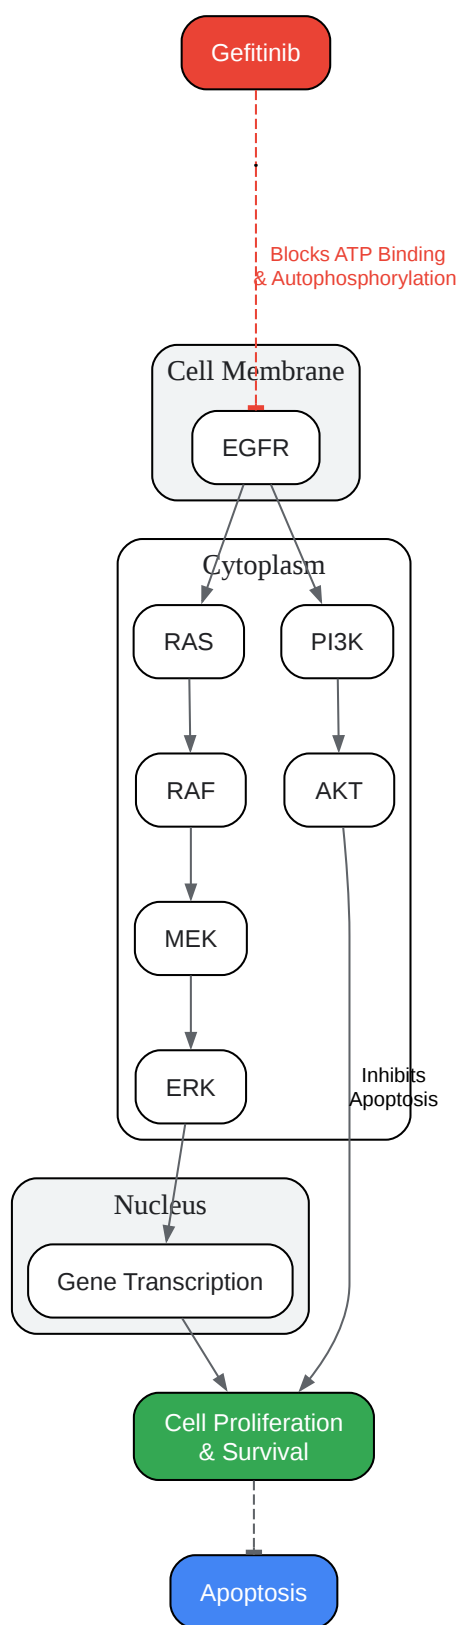 Gefitinib
Blocks ATP Binding
& Autophosphorylation
Cell Membrane
EGFR
Cytoplasm
RAS
PI3K
RAF
AKT
MEK
ERK
Inhibits
Apoptosis
Nucleus
Gene Transcription
Cell Proliferation
& Survival
Apoptosis